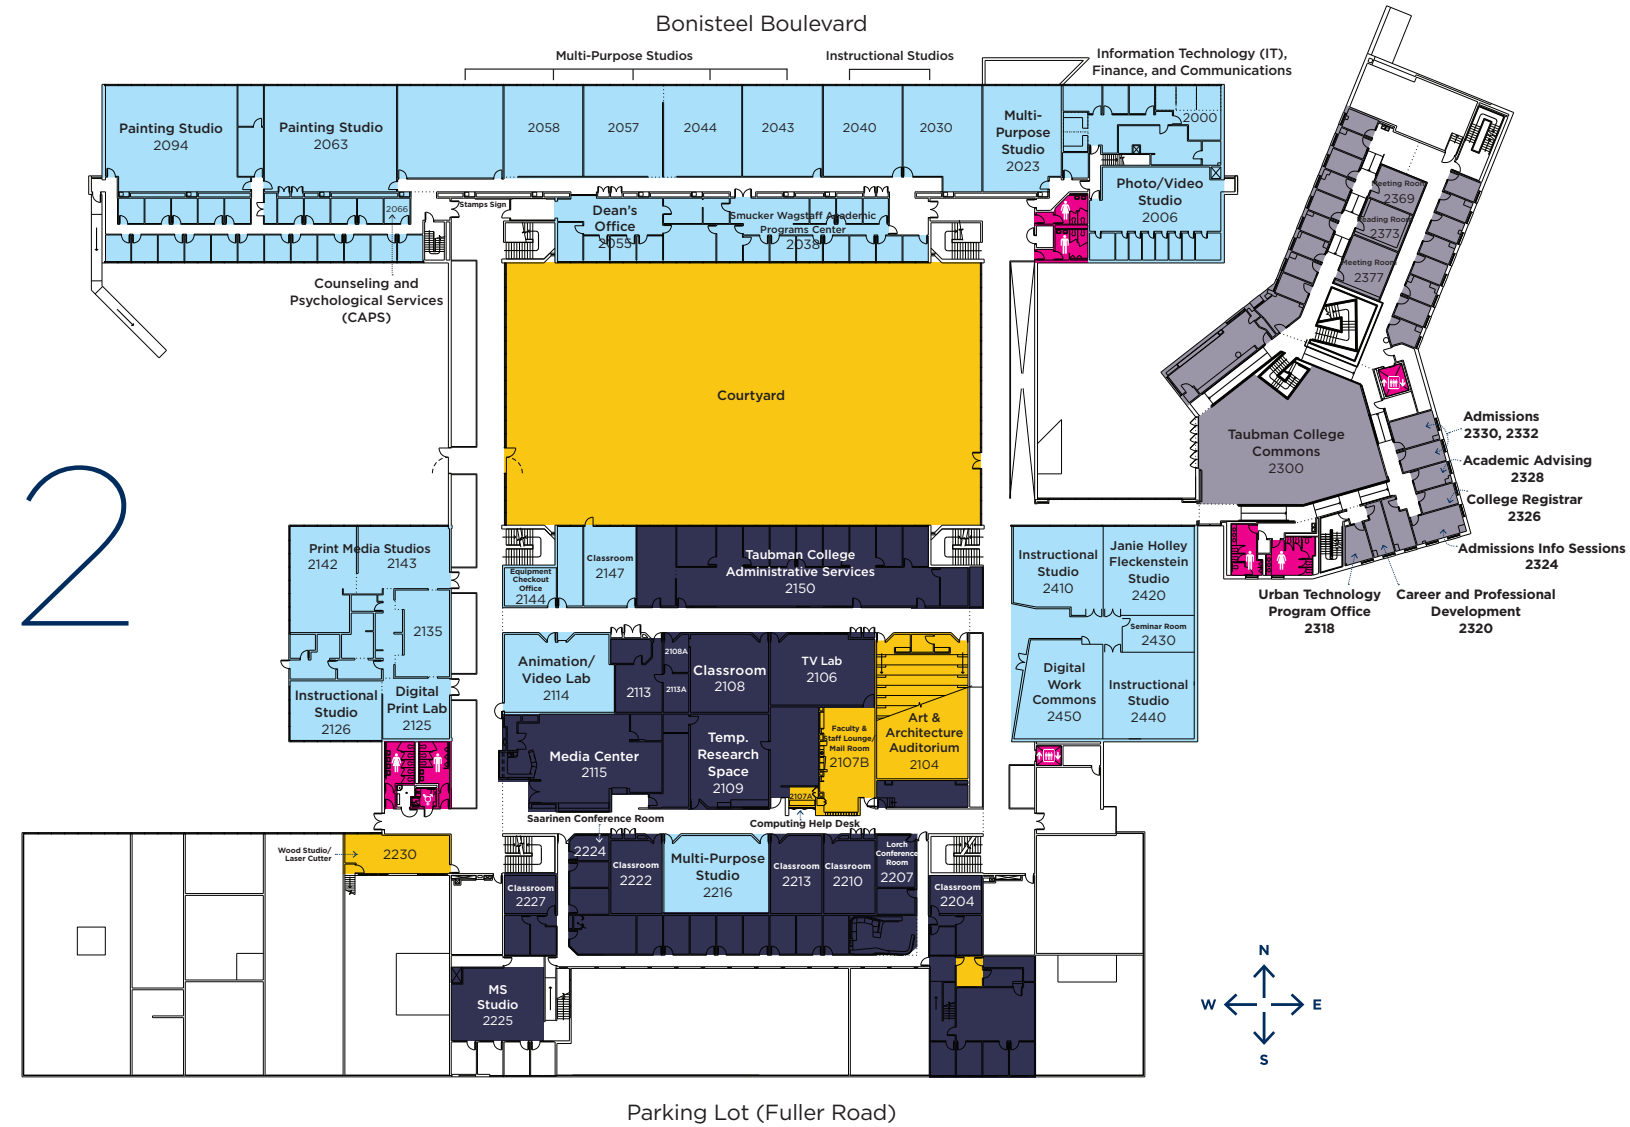 Bonisteel Boulevard
Multi-Purpose Studios
Instructional Studios
Information Technology (IT),
Finance, and Communications
Painting Studio
2094
Painting Studio
2063
2058
2057
2044
2043
2040
2030
Multi-
Purpose
Studio
2023
2000
Photo/Video
Studio
2006
2066
Stamps Sign
Dean's
Office
2055
Smucker Wagstaff Academic
Programs Center
2038
Counseling and
Psychological Services
(CAPS)
Meeting Room
2369
Reading Room
2373
Meeting Room
2377
Courtyard
Taubman College
Commons
2300
Admissions
2330, 2332
Academic Advising
2328
College Registrar
2326
Admissions Info Sessions
2324
Career and Professional
Development
2320
Urban Technology
Program Office
2318
2
Print Media Studios
2142
2143
2135
Instructional
Studio
2126
Digital
Print Lab
2125
Equipment
Checkout
Office
2144
Classroom
2147
Taubman College
Administrative Services
2150
Instructional
Studio
2410
Janie Holley
Fleckenstein
Studio
2420
Seminar Room
2430
Digital
Work
Commons
2450
Instructional
Studio
2440
Animation/
Video Lab
2114
2113
2108A
2113A
Classroom
2108
TV Lab
2106
Media Center
2115
Temp.
Research
Space
2109
Faculty &
Staff Lounge/
Mail Room
2107B
2107A
Art &
Architecture
Auditorium
2104
Saarinen Conference Room
Computing Help Desk
Wood Studio/
Laser Cutter
2230
2224
Classroom
2222
Multi-Purpose
Studio
2216
Classroom
2213
Classroom
2210
Lorch
Conference
Room
2207
Classroom
2227
Classroom
2204
MS
Studio
2225
N
W
E
S
Parking Lot (Fuller Road)